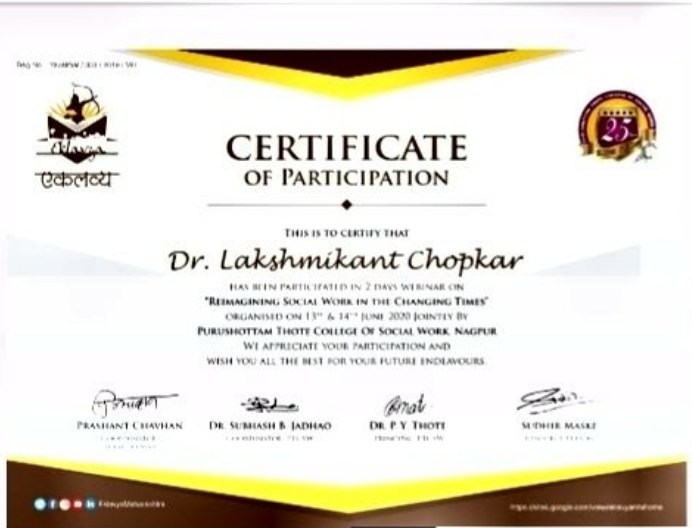 Eklavya
एकलव्य
25
CERTIFICATE
OF PARTICIPATION
THIS IS TO CERTIFY THAT
Dr. Lakshmikant Chopkar
HAS BEEN PARTICIPATED IN 2 DAYS WEBINAR ON
"REIMAGINING SOCIAL WORK IN THE CHANGING TIMES"
ORGANISED ON 13TH & 14TH JUNE 2020 JOINTLY BY
PURUSHOTTAM THOTE COLLEGE OF SOCIAL WORK, NAGPUR
WE APPRECIATE YOUR PARTICIPATION AND
WISH YOU ALL THE BEST FOR YOUR FUTURE ENDEAVOURS.
PRASHANT CHAVHAN
DR. SUBHASH B. JADHAO
DR. P. Y. THOTE
SUDHIR MASKE